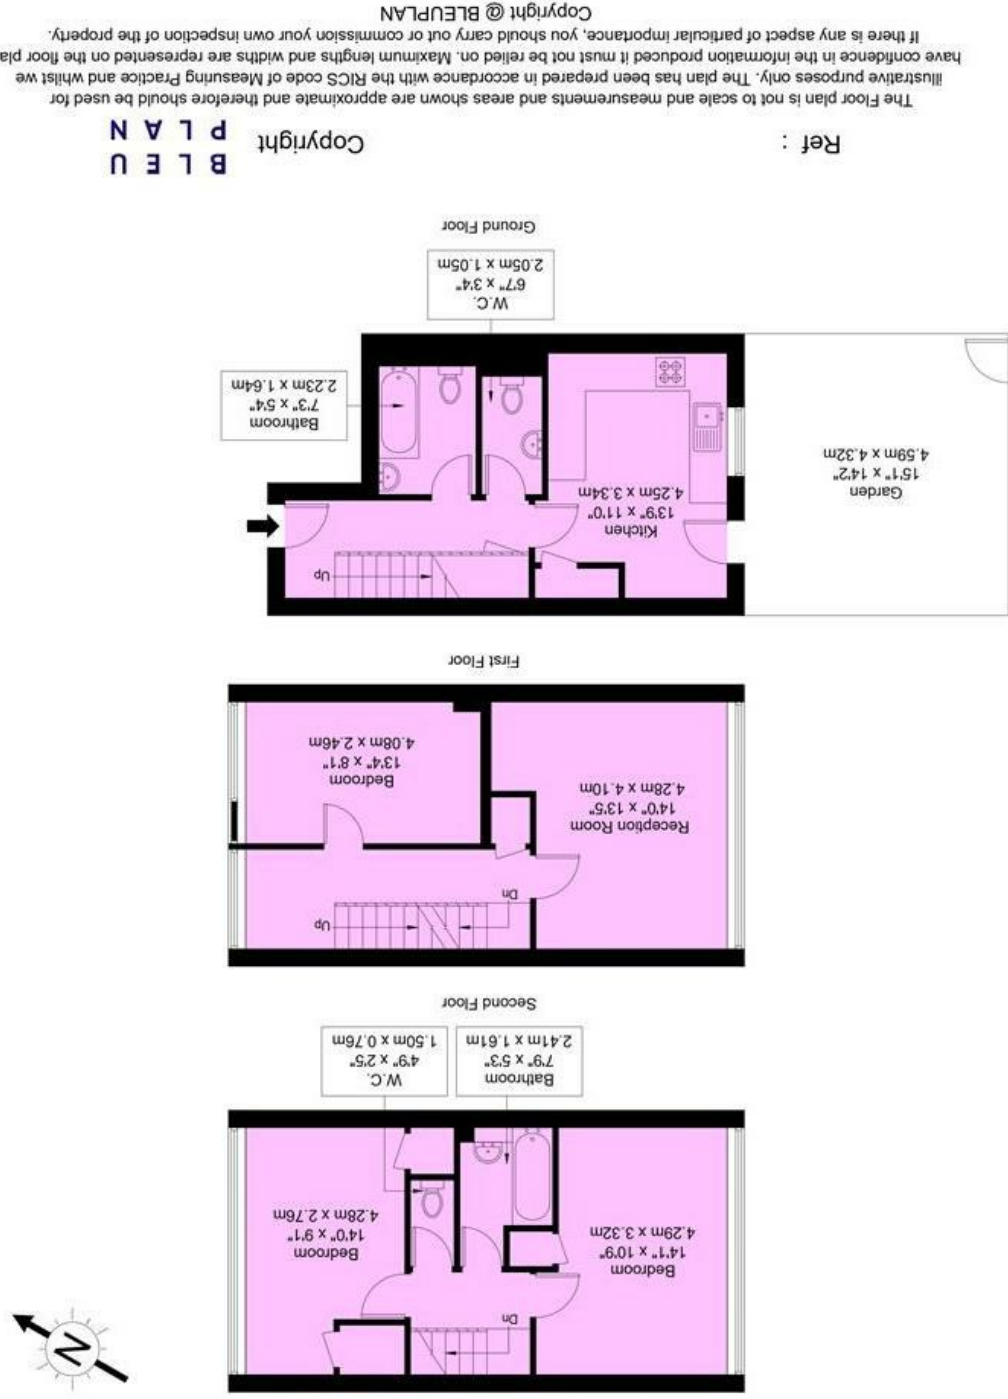 N
Dn
Bedroom
14'1" x 10'9"
4.29m x 3.32m
Bedroom
14'0" x 9'1"
4.28m x 2.76m
Bathroom
7'9" x 5'3"
2.41m x 1.61m
W.C.
4'9" x 2'5"
1.50m x 0.76m
Second Floor
Up
Dn
Reception Room
14'0" x 13'5"
4.28m x 4.10m
Bedroom
13'4" x 8'1"
4.08m x 2.46m
First Floor
Up
Kitchen
13'9" x 11'0"
4.25m x 3.34m
Garden
15'1" x 14'2"
4.59m x 4.32m
Bathroom
7'3" x 5'4"
2.23m x 1.64m
W.C.
6'7" x 3'4"
2.05m x 1.05m
Ground Floor
Ref :
Copyright
BLEU
PLAN
The Floor plan is not to scale and measurements and areas shown are approximate and therefore should be used for
illustrative purposes only. The plan has been prepared in accordance with the RICS code of Measuring Practice and whilst we
have confidence in the information produced it must not be relied on. Maximum lengths and widths are represented on the floor pla
If there is any aspect of particular importance, you should carry out or commission your own inspection of the property.
Copyright @ BLEUPLAN